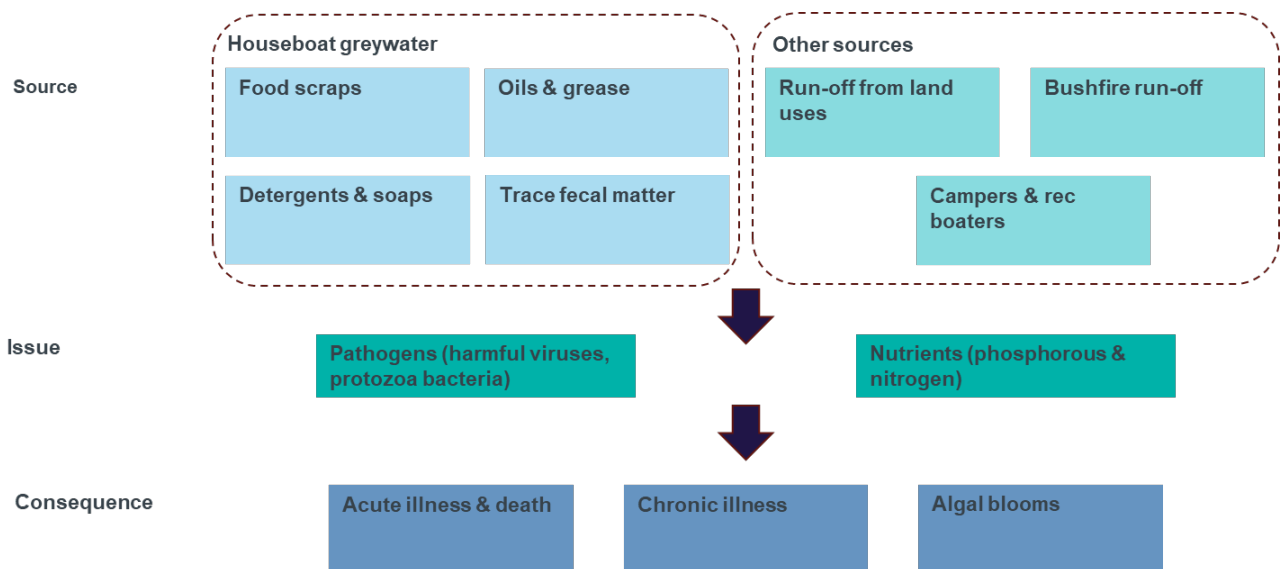 Houseboat greywater
Other sources
Source
Food scraps
Oils & grease
Run-off from land
uses
Bushfire run-off
Detergents & soaps
Trace fecal matter
Campers & rec
boaters
Issue
Pathogens (harmful viruses,
protozoa bacteria)
Nutrients (phosphorous &
nitrogen)
Consequence
Acute illness & death
Chronic illness
Algal blooms